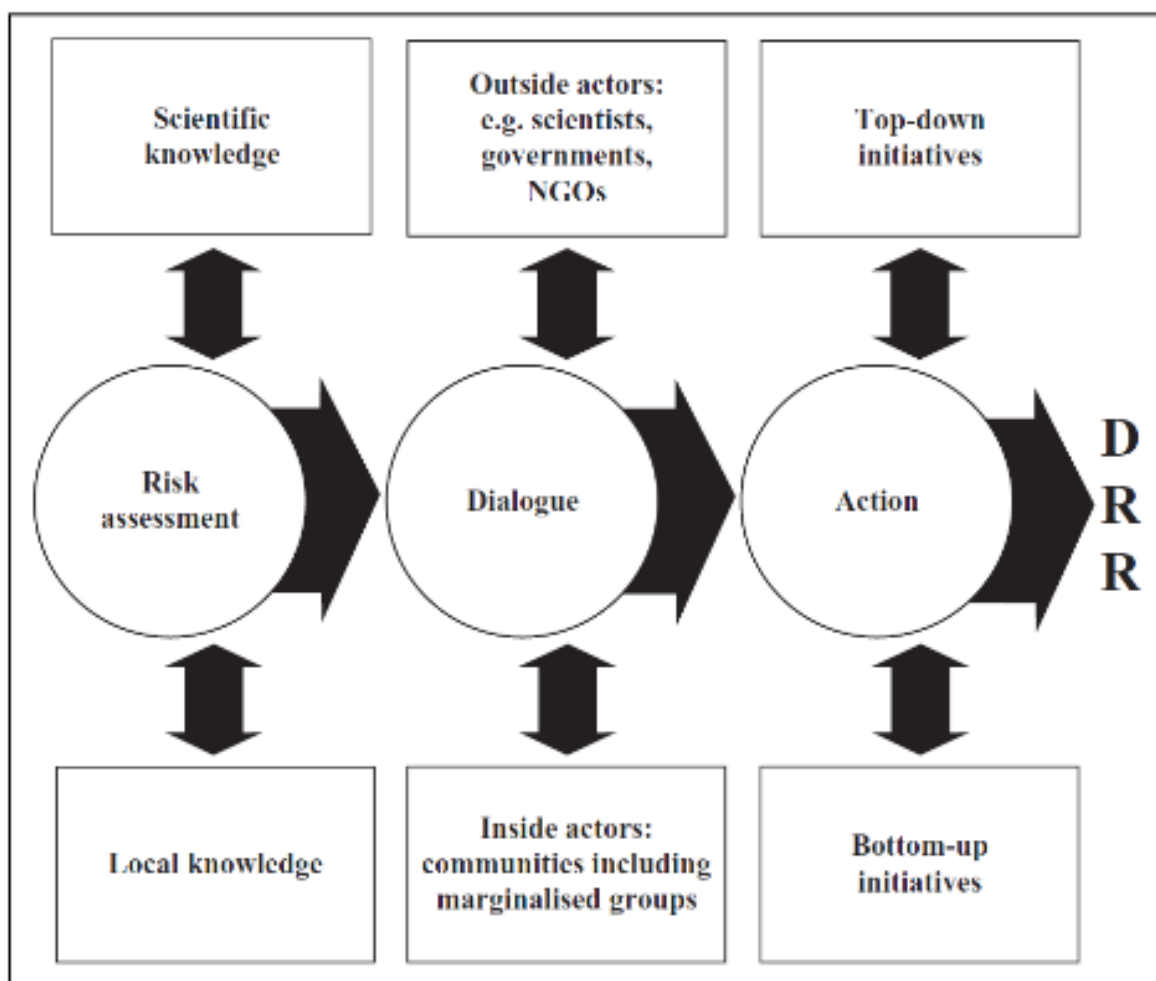 Scientific
knowledge
Outside actors:
e.g. scientists,
governments,
NGOs
Top-down
initiatives
Risk
assessment
Dialogue
Action
D
R
R
Local knowledge
Inside actors:
communities including
marginalised groups
Bottom-up
initiatives